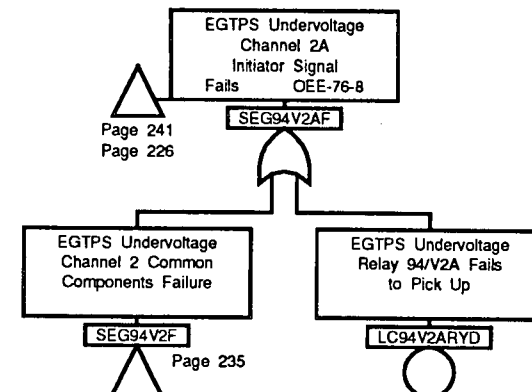 EGTPS Undervoltage
Channel 2A
Initiator Signal
Fails OEE-76-8
SEG94V2AF
Page 241
Page 226
EGTPS Undervoltage
Channel 2 Common
Components Failure
SEG94V2F
Page 235
EGTPS Undervoltage
Relay 94/V2A Fails
to Pick Up
LC94V2ARYD